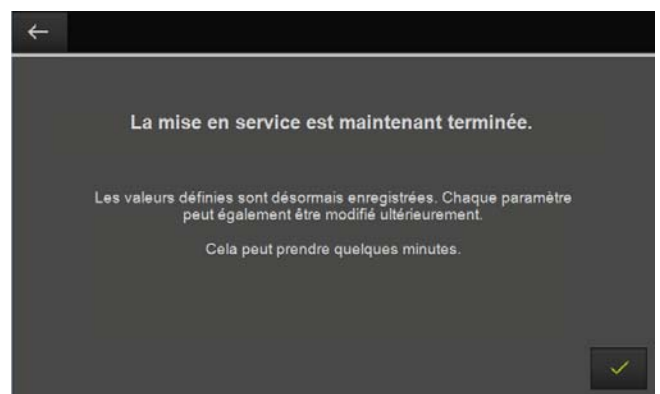 La mise en service est maintenant terminée.
Les valeurs définies sont désormais enregistrées. Chaque paramètre
peut également être modifié ultérieurement.
Cela peut prendre quelques minutes.